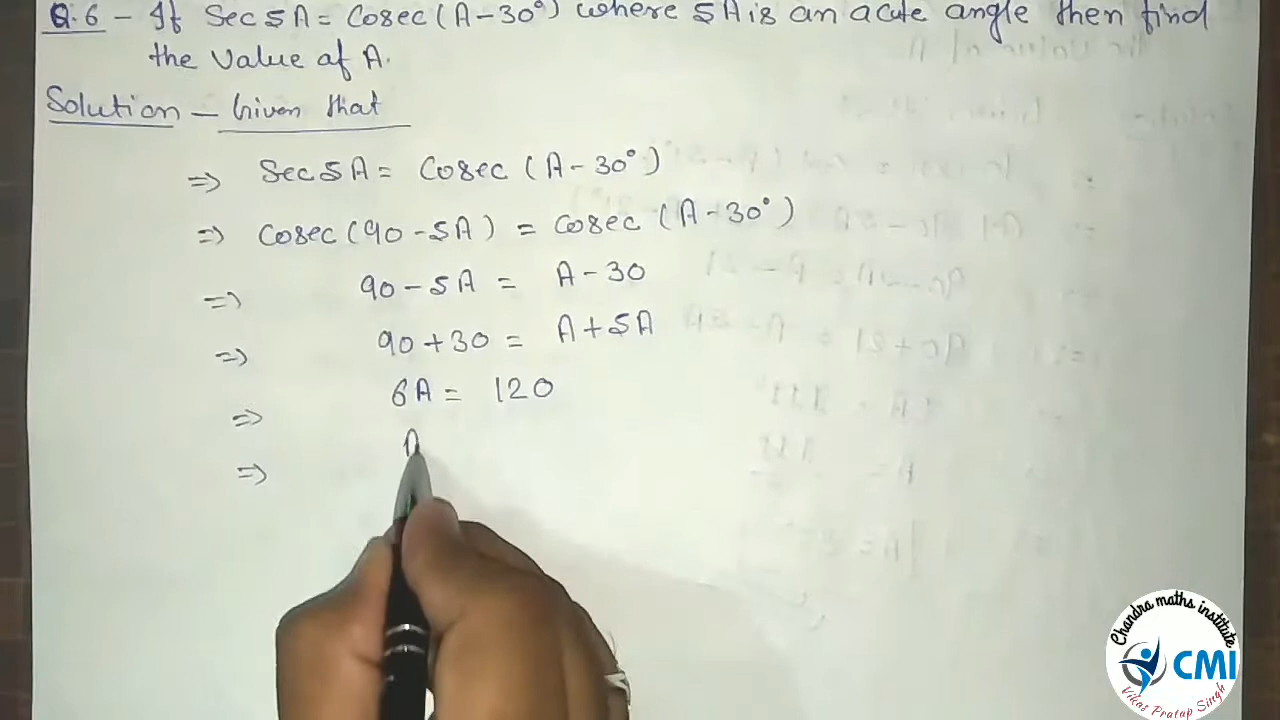 Q.6 - If Sec 5A = Cosec (A - 30°) where 5A is an acute angle then find
the value of A.
Solution - Given that
=> Sec 5A = Cosec (A - 30°)
=> Cosec (90 - 5A) = Cosec (A - 30°)
=> 90 - 5A = A - 30
=> 90 + 30 = A + 5A
=> 6A = 120
=> A
Chandra maths institute
CMI
Vikas Pratap Singh